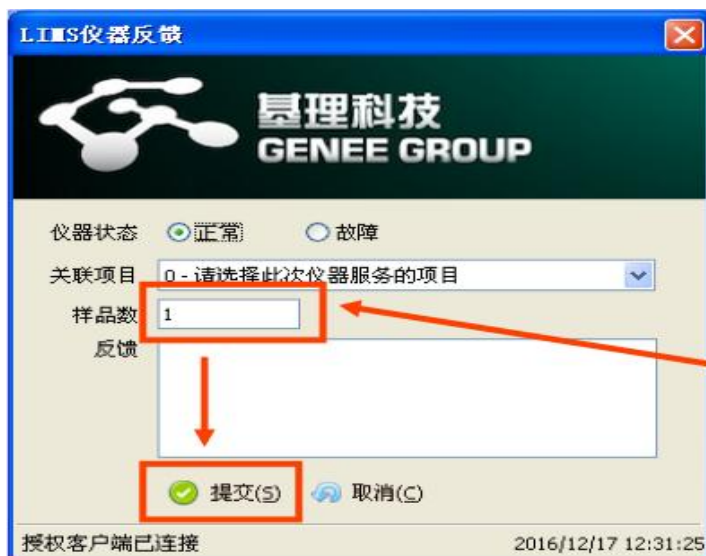 LIMS仪器反馈
基理科技
GENEE GROUP
仪器状态 正常 故障
关联项目 0 - 请选择此次仪器服务的项目
样品数 1
反馈
提交(S) 取消(C)
授权客户端已连接 2016/12/17 12:31:25